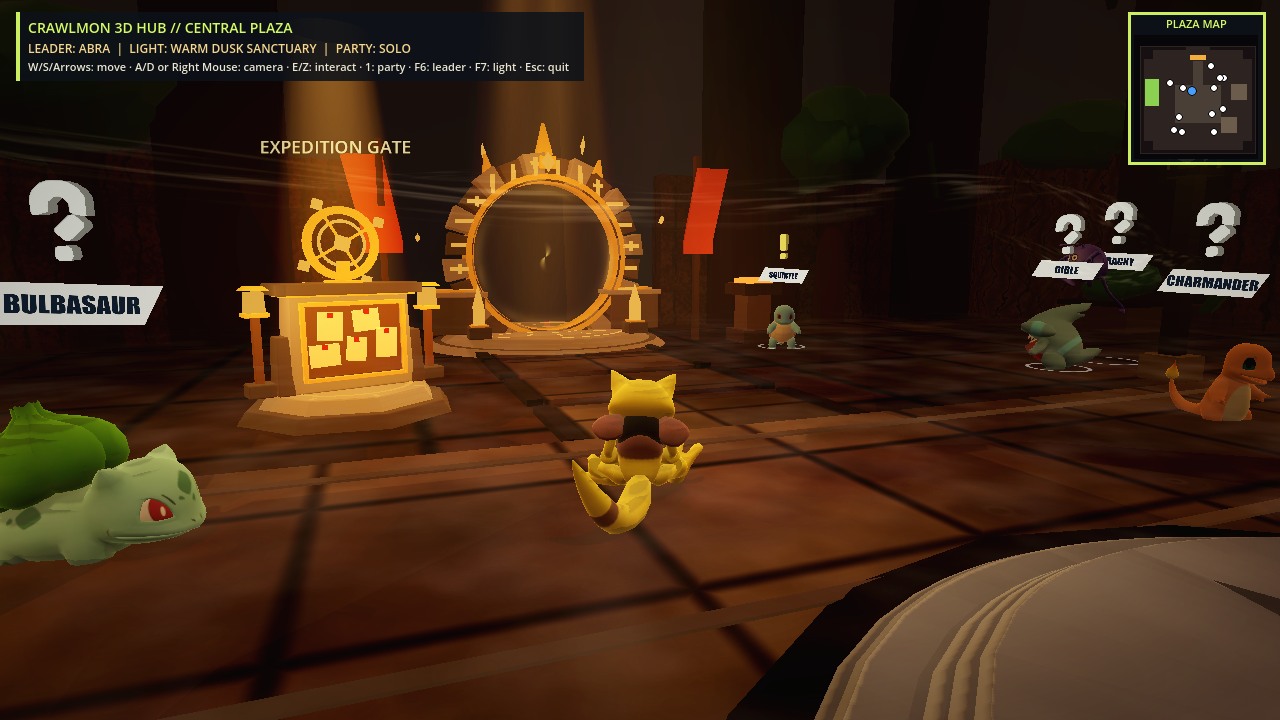 CRAWLMON 3D HUB // CENTRAL PLAZA
LEADER: ABRA | LIGHT: WARM DUSK SANCTUARY | PARTY: SOLO
W/S/Arrows: move · A/D or Right Mouse: camera · E/Z: interact · 1: party · F6: leader · F7: light · Esc: quit
PLAZA MAP
EXPEDITION GATE
?
?
?
?
!
BULBASAUR
SQUIRTLE
GIBLE
CHARMANDER